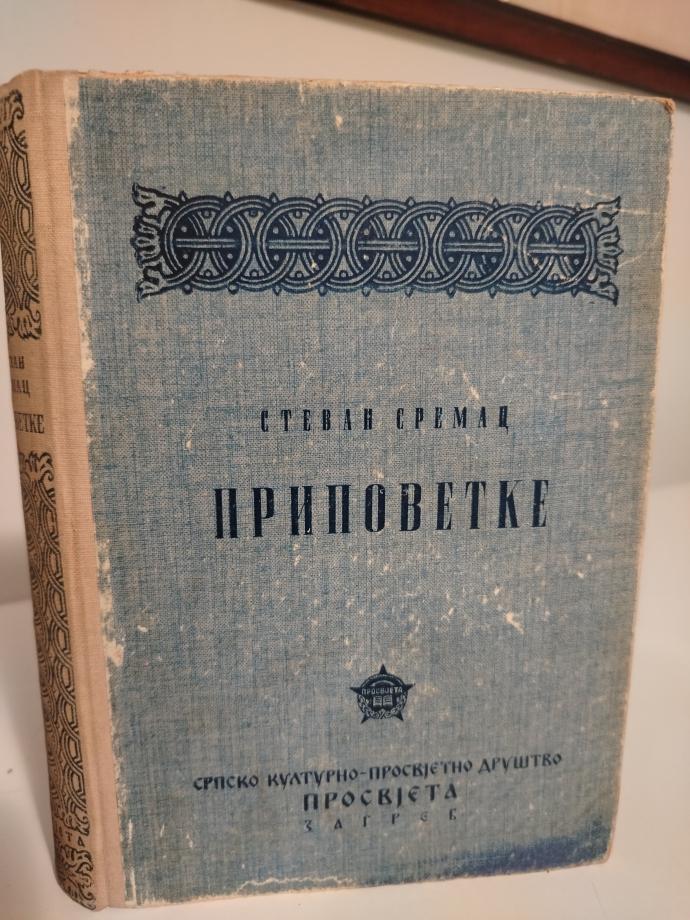 СТЕВАН СРЕМАЦ
ПРИПОВЕТКЕ
ПРОСВЈЕТА
СРПСКО КУЛТУРНО-ПРОСВЈЕТНО ДРУШТВО
ПРОСВЈЕТА
ЗАГРЕБ